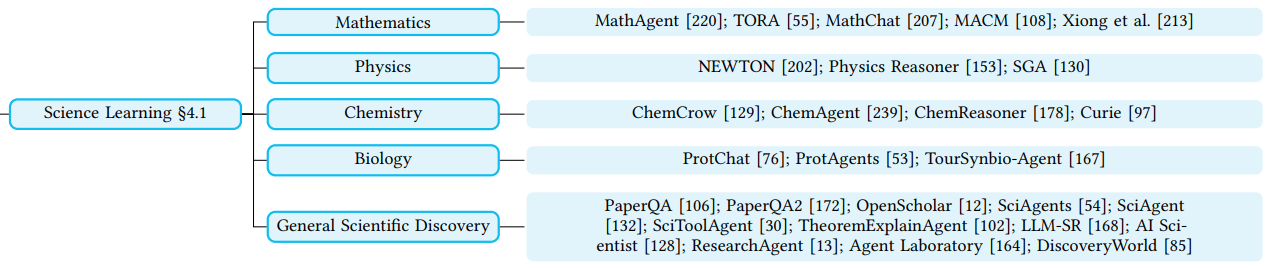 Science Learning §4.1
Mathematics
MathAgent [220]; TORA [55]; MathChat [207]; MACM [108]; Xiong et al. [213]
Physics
NEWTON [202]; Physics Reasoner [153]; SGA [130]
Chemistry
ChemCrow [129]; ChemAgent [239]; ChemReasoner [178]; Curie [97]
Biology
ProtChat [76]; ProtAgents [53]; TourSynbio-Agent [167]
General Scientific Discovery
PaperQA [106]; PaperQA2 [172]; OpenScholar [12]; SciAgents [54]; SciAgent
[132]; SciToolAgent [30]; TheoremExplainAgent [102]; LLM-SR [168]; AI Sci-
entist [128]; ResearchAgent [13]; Agent Laboratory [164]; DiscoveryWorld [85]